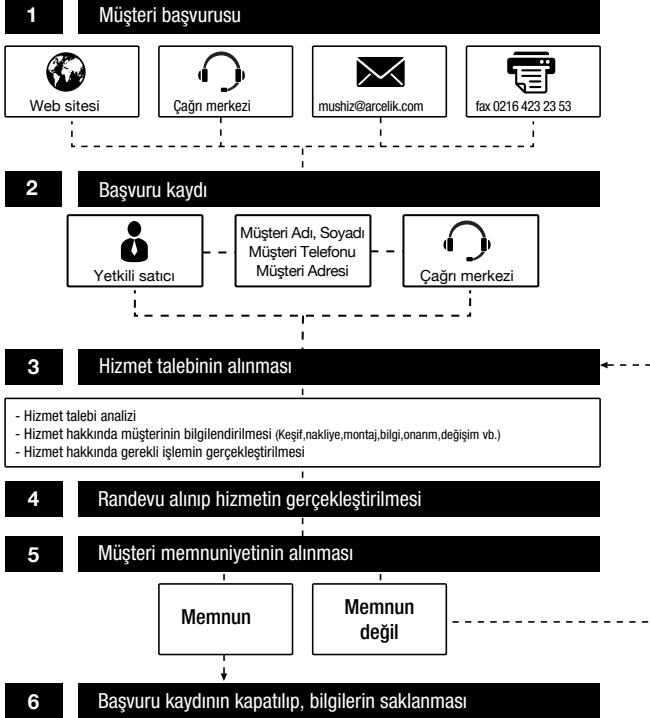 1 Müşteri başvurusu
Web sitesi
Çağrı merkezi
mushiz@arcelik.com
fax 0216 423 23 53
2 Başvuru kaydı
Yetkili satıcı
Müşteri Adı, Soyadı
Müşteri Telefonu
Müşteri Adresi
Çağrı merkezi
3 Hizmet talebinin alınması
- Hizmet talebi analizi
- Hizmet hakkında müşterinin bilgilendirilmesi (Keşif,nakliye,montaj,bilgi,onarım,değişim vb.)
- Hizmet hakkında gerekli işlemin gerçekleştirilmesi
4 Randevu alınıp hizmetin gerçekleştirilmesi
5 Müşteri memnuniyetinin alınması
Memnun
Memnun
değil
6 Başvuru kaydının kapatılıp, bilgilerin saklanması